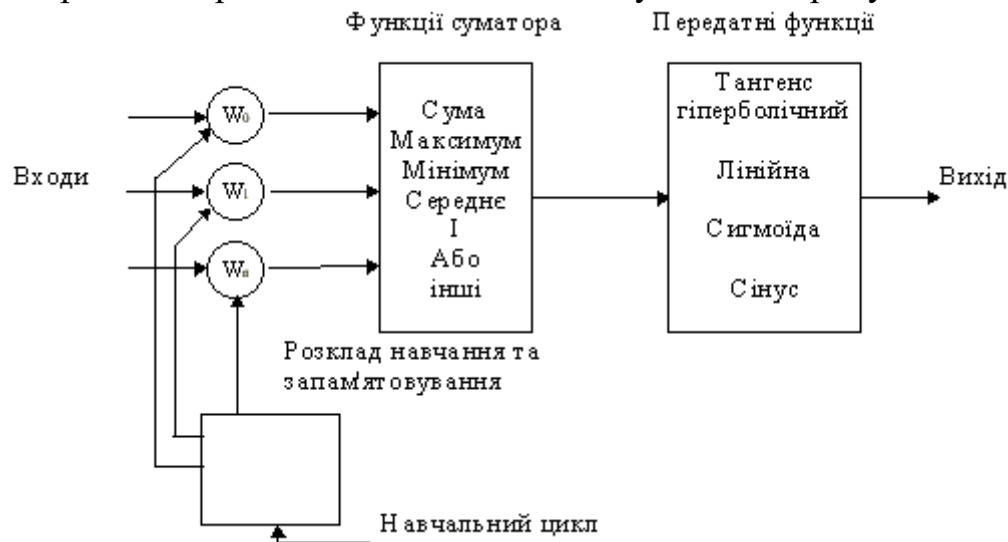 Функції суматора
Передатні функції
Входи
W₀
W₁
Wₙ
Сума
Максимум
Мінімум
Середнє
І
Або
інші
Тангенс
гіперболічний
Лінійна
Сигмоїда
Сінус
Вихід
Розклад навчання та
запам'ятовування
Навчальний цикл